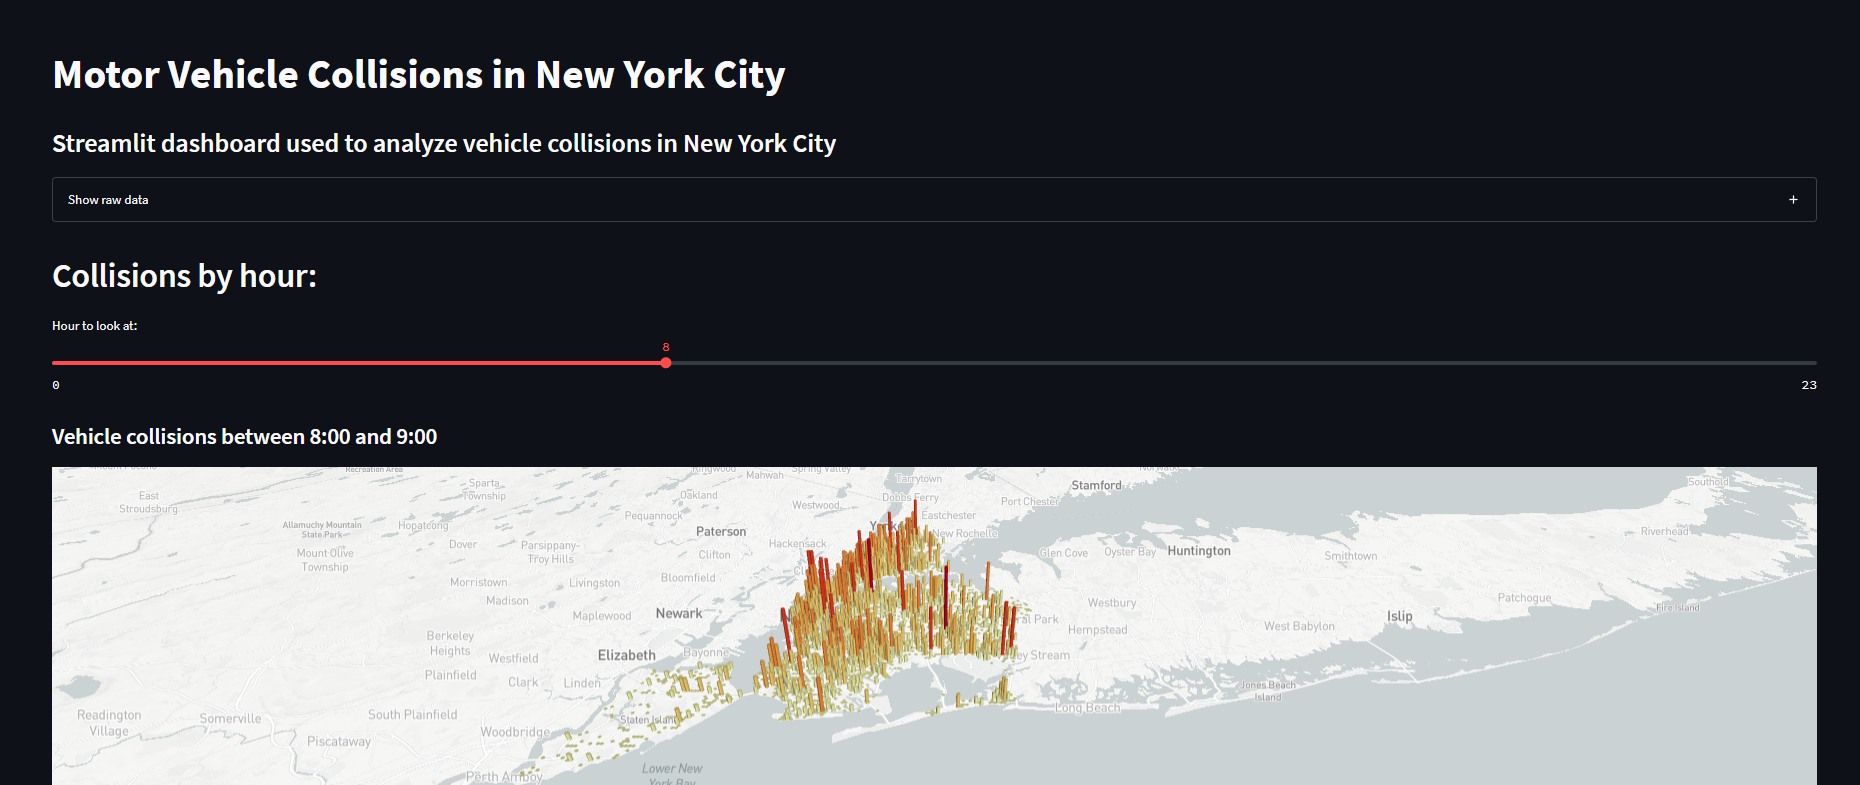 Motor Vehicle Collisions in New York City
Streamlit dashboard used to analyze vehicle collisions in New York City
Show raw data
+
Collisions by hour:
Hour to look at:
8
0
23
Vehicle collisions between 8:00 and 9:00
Recreation Area
Ringwood
Mahwah
Spring Valley
Tarrytown
Norwalk
East
Stroudsburg
Sparta
Township
Oakland
Westwood
Dobbs Ferry
Port Chester
Stamford
Southold
Allamuchy Mountain
State Park
Hopatcong
Pequannock
Paterson
Eastchester
New Rochelle
Riverhead
Mount Olive
Township
Dover
Parsippany-
Troy Hills
Clifton
Hackensack
Glen Cove
Oyster Bay
Huntington
Smithtown
Morristown
Livingston
Bloomfield
Madison
Maplewood
Newark
Westbury
Patchogue
Fire Island
Berkeley
Heights
Westfield
Elizabeth
Bayonne
Hempstead
West Babylon
Islip
Plainfield
Clark
Linden
ey Stream
Jones Beach
Island
Readington
Village
Somerville
South Plainfield
Staten Island
Long Beach
Piscataway
Woodbridge
Perth Amboy
Lower New
York Bay